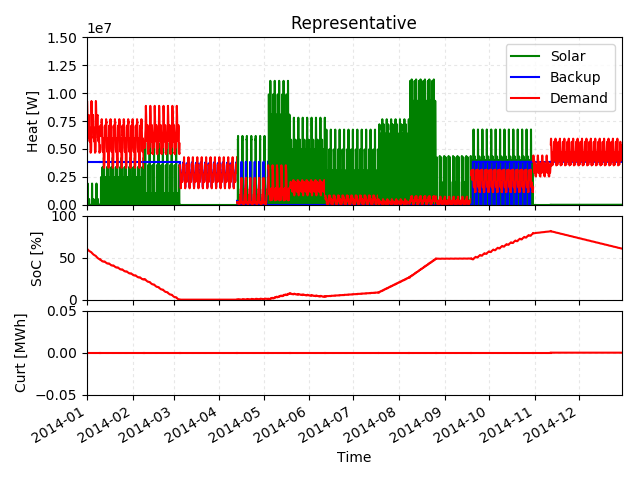 Representative
1e7
1.50
1.25
1.00
0.75
0.50
0.25
0.00
Heat [W]
Solar
Backup
Demand
100
50
0
SoC [%]
0.05
0.00
−0.05
Curt [MWh]
2014-01
2014-02
2014-03
2014-04
2014-05
2014-06
2014-07
2014-08
2014-09
2014-10
2014-11
2014-12
Time